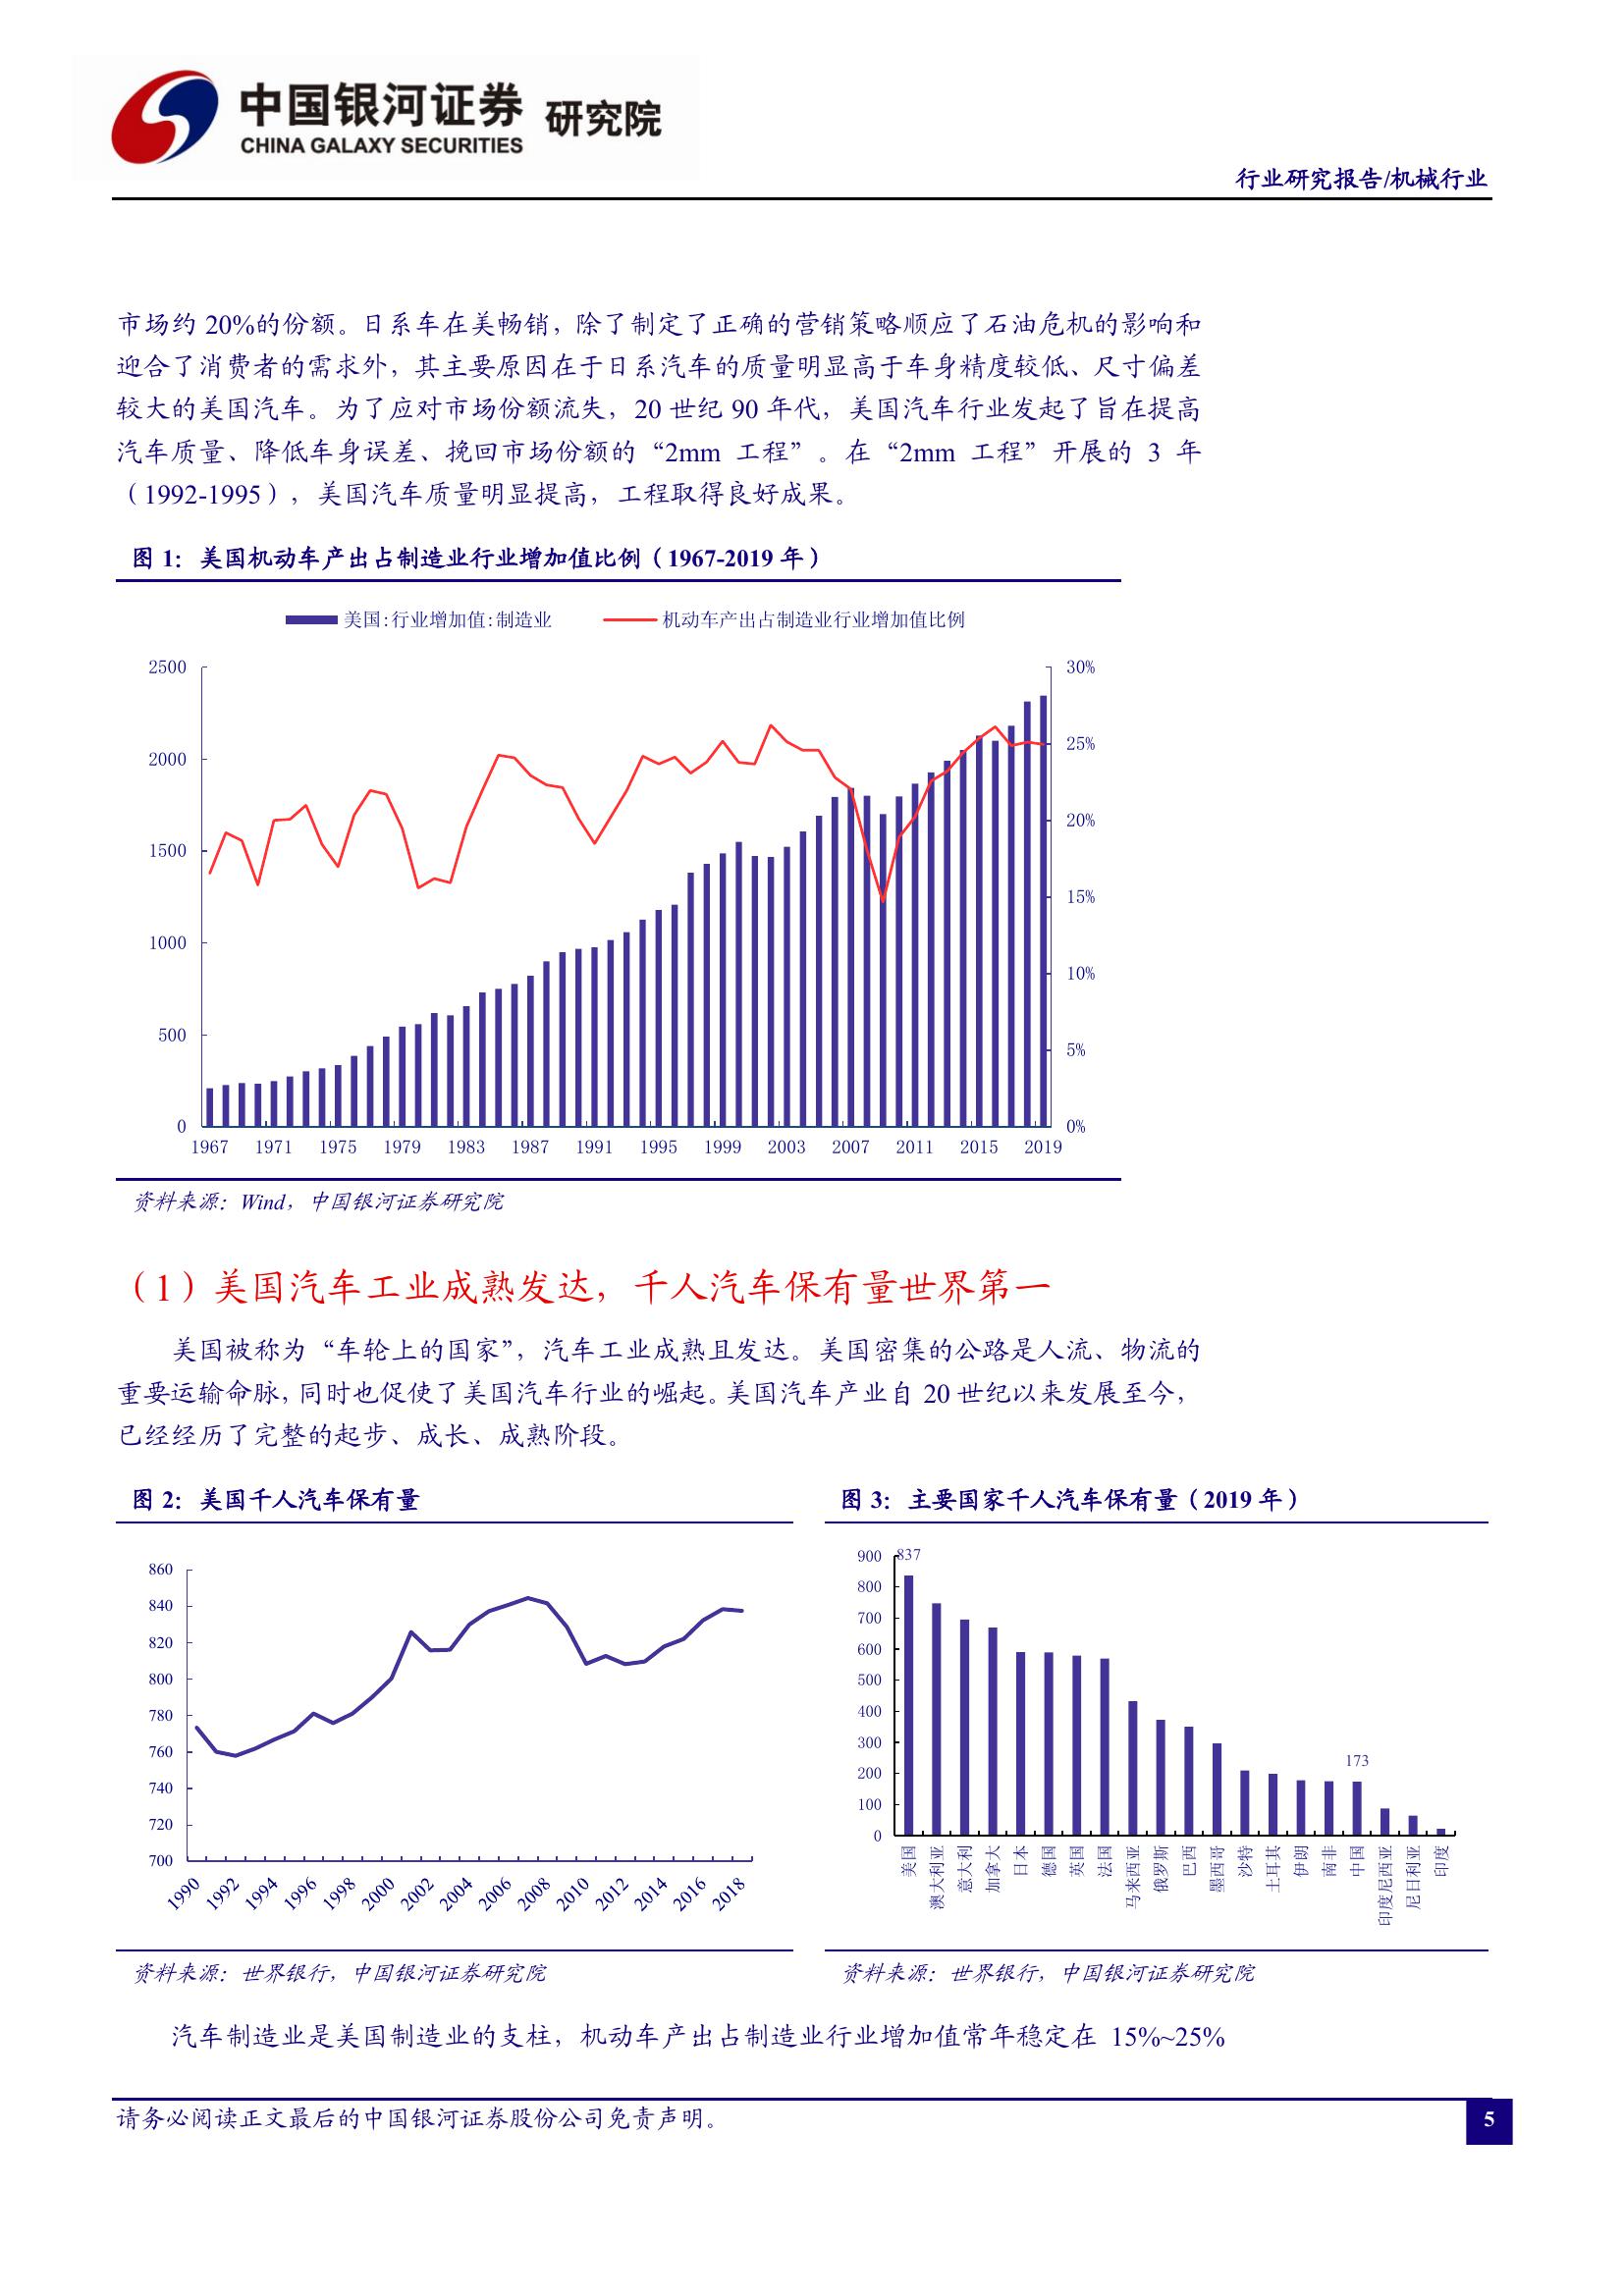 中国银河证券 研究院
CHINA GALAXY SECURITIES
行业研究报告/机械行业
市场约 20%的份额。日系车在美畅销，除了制定了正确的营销策略顺应了石油危机的影响和
迎合了消费者的需求外，其主要原因在于日系汽车的质量明显高于车身精度较低、尺寸偏差
较大的美国汽车。为了应对市场份额流失，20 世纪 90 年代，美国汽车行业发起了旨在提高
汽车质量、降低车身误差、挽回市场份额的“2mm 工程”。在“2mm 工程”开展的 3 年
（1992-1995），美国汽车质量明显提高，工程取得良好成果。
图 1：美国机动车产出占制造业行业增加值比例（1967-2019 年）
美国:行业增加值:制造业 机动车产出占制造业行业增加值比例
2500 30%
25%
2000
20%
1500
15%
1000
10%
500
5%
0 0%
1967 1971 1975 1979 1983 1987 1991 1995 1999 2003 2007 2011 2015 2019
资料来源：Wind，中国银河证券研究院
（1）美国汽车工业成熟发达，千人汽车保有量世界第一
美国被称为“车轮上的国家”，汽车工业成熟且发达。美国密集的公路是人流、物流的
重要运输命脉，同时也促使了美国汽车行业的崛起。美国汽车产业自 20 世纪以来发展至今，
已经经历了完整的起步、成长、成熟阶段。
图 2：美国千人汽车保有量
860
840
820
800
780
760
740
720
700
1990 1992 1994 1996 1998 2000 2002 2004 2006 2008 2010 2012 2014 2016 2018
资料来源：世界银行，中国银河证券研究院
图 3：主要国家千人汽车保有量（2019 年）
900 837
800
700
600
500
400
300
200 173
100
0
美国 澳大利亚 意大利 加拿大 日本 德国 英国 法国 马来西亚 俄罗斯 巴西 墨西哥 沙特 土耳其 伊朗 南非 中国 印度尼西亚 尼日利亚 印度
资料来源：世界银行，中国银河证券研究院
汽车制造业是美国制造业的支柱，机动车产出占制造业行业增加值常年稳定在 15%~25%
请务必阅读正文最后的中国银河证券股份公司免责声明。
5